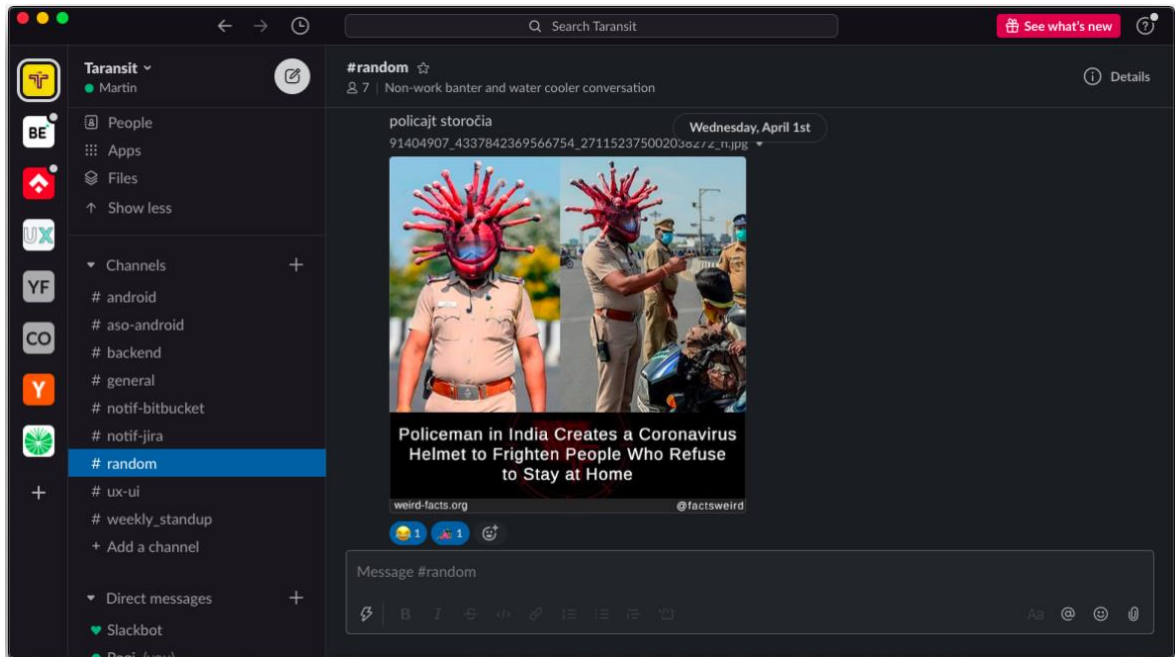 Search Taransit
See what's new
Taransit
Martin
#random
7 | Non-work banter and water cooler conversation
Details
BE
UX
YF
CO
Y
People
Apps
Files
Show less
Channels
# android
# aso-android
# backend
# general
# notif-bitbucket
# notif-jira
# random
# ux-ui
# weekly_standup
+ Add a channel
Direct messages
Slackbot
policajt storočia
Wednesday, April 1st
Policeman in India Creates a Coronavirus
Helmet to Frighten People Who Refuse
to Stay at Home
weird-facts.org
@factsweird
1
1
Message #random
B I S </>
Aa @